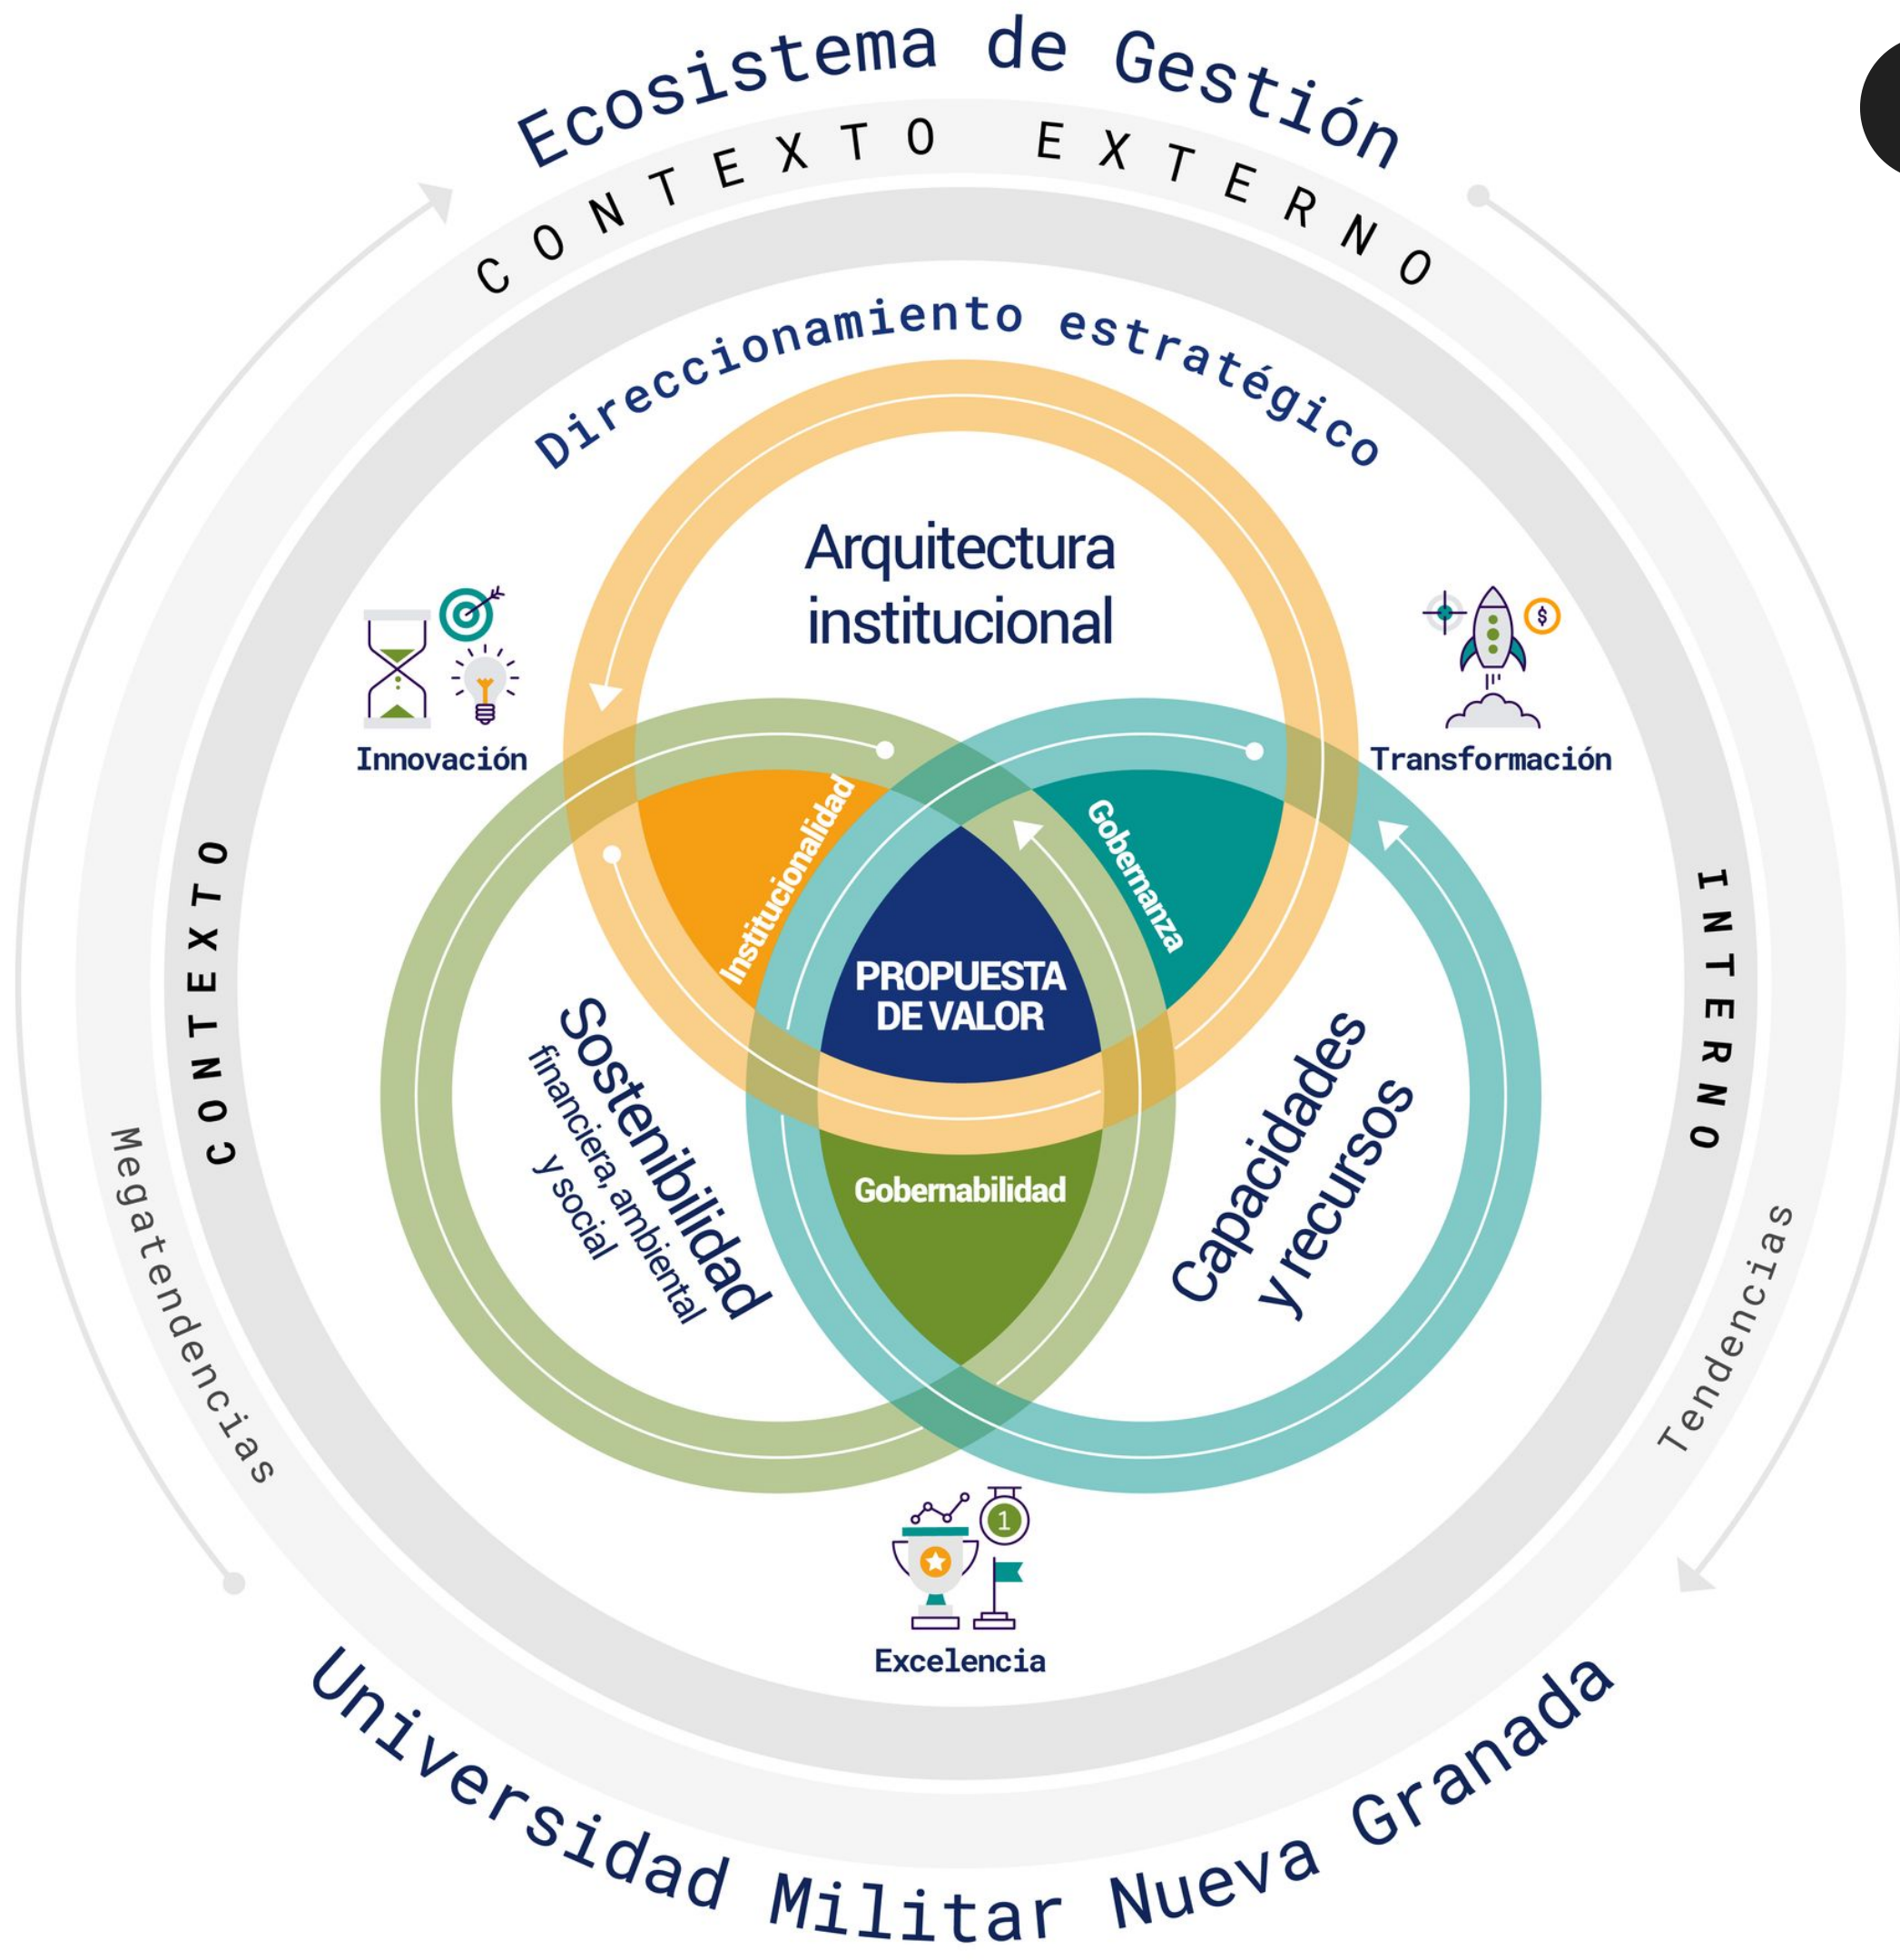 Ecosistema de Gestión
CONTEXTO EXTERNO
Direccionamiento estratégico
Arquitectura
institucional
$
Innovación
Transformación
Institucionalidad
Gobernanza
CONTEXTO
INTERNO
PROPUESTA
DE VALOR
Sostenibilidad
financiera, ambiental
y social
Capacidades
y recursos
Gobernabilidad
Megatendencias
Tendencias
1
Excelencia
Universidad Militar Nueva Granada